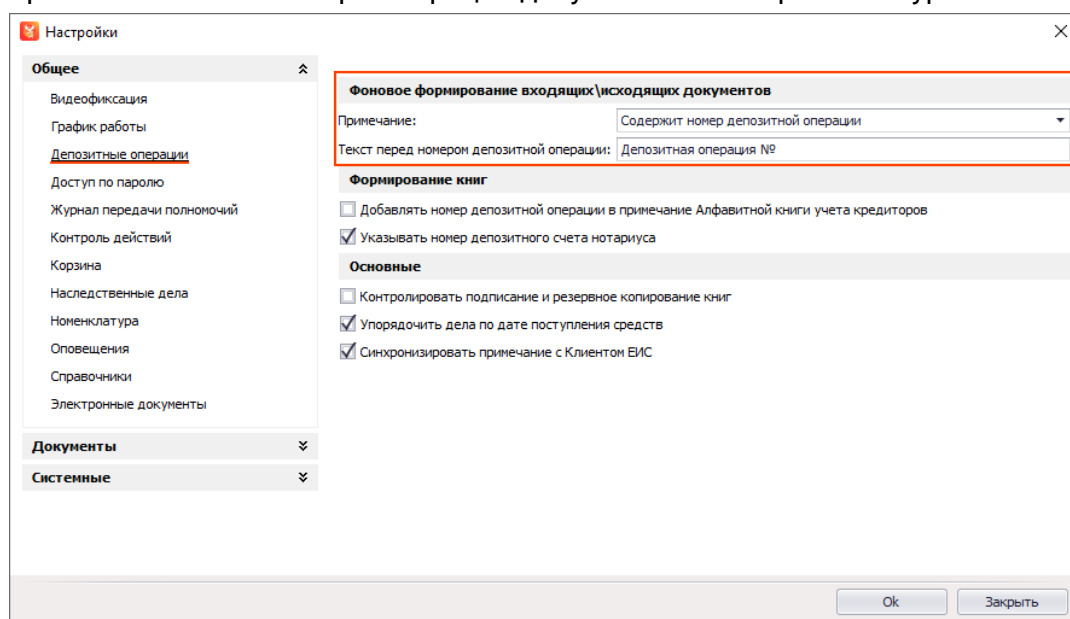 Настройки
Общее
Видеофиксация
График работы
Депозитные операции
Доступ по паролю
Журнал передачи полномочий
Контроль действий
Корзина
Наследственные дела
Номенклатура
Оповещения
Справочники
Электронные документы
Документы
Системные
Фоновое формирование входящих\исходящих документов
Примечание: Содержит номер депозитной операции
Текст перед номером депозитной операции: Депозитная операция №
Формирование книг
Добавлять номер депозитной операции в примечание Алфавитной книги учета кредиторов
Указывать номер депозитного счета нотариуса
Основные
Контролировать подписание и резервное копирование книг
Упорядочить дела по дате поступления средств
Синхронизировать примечание с Клиентом ЕИС
Ok Закрыть